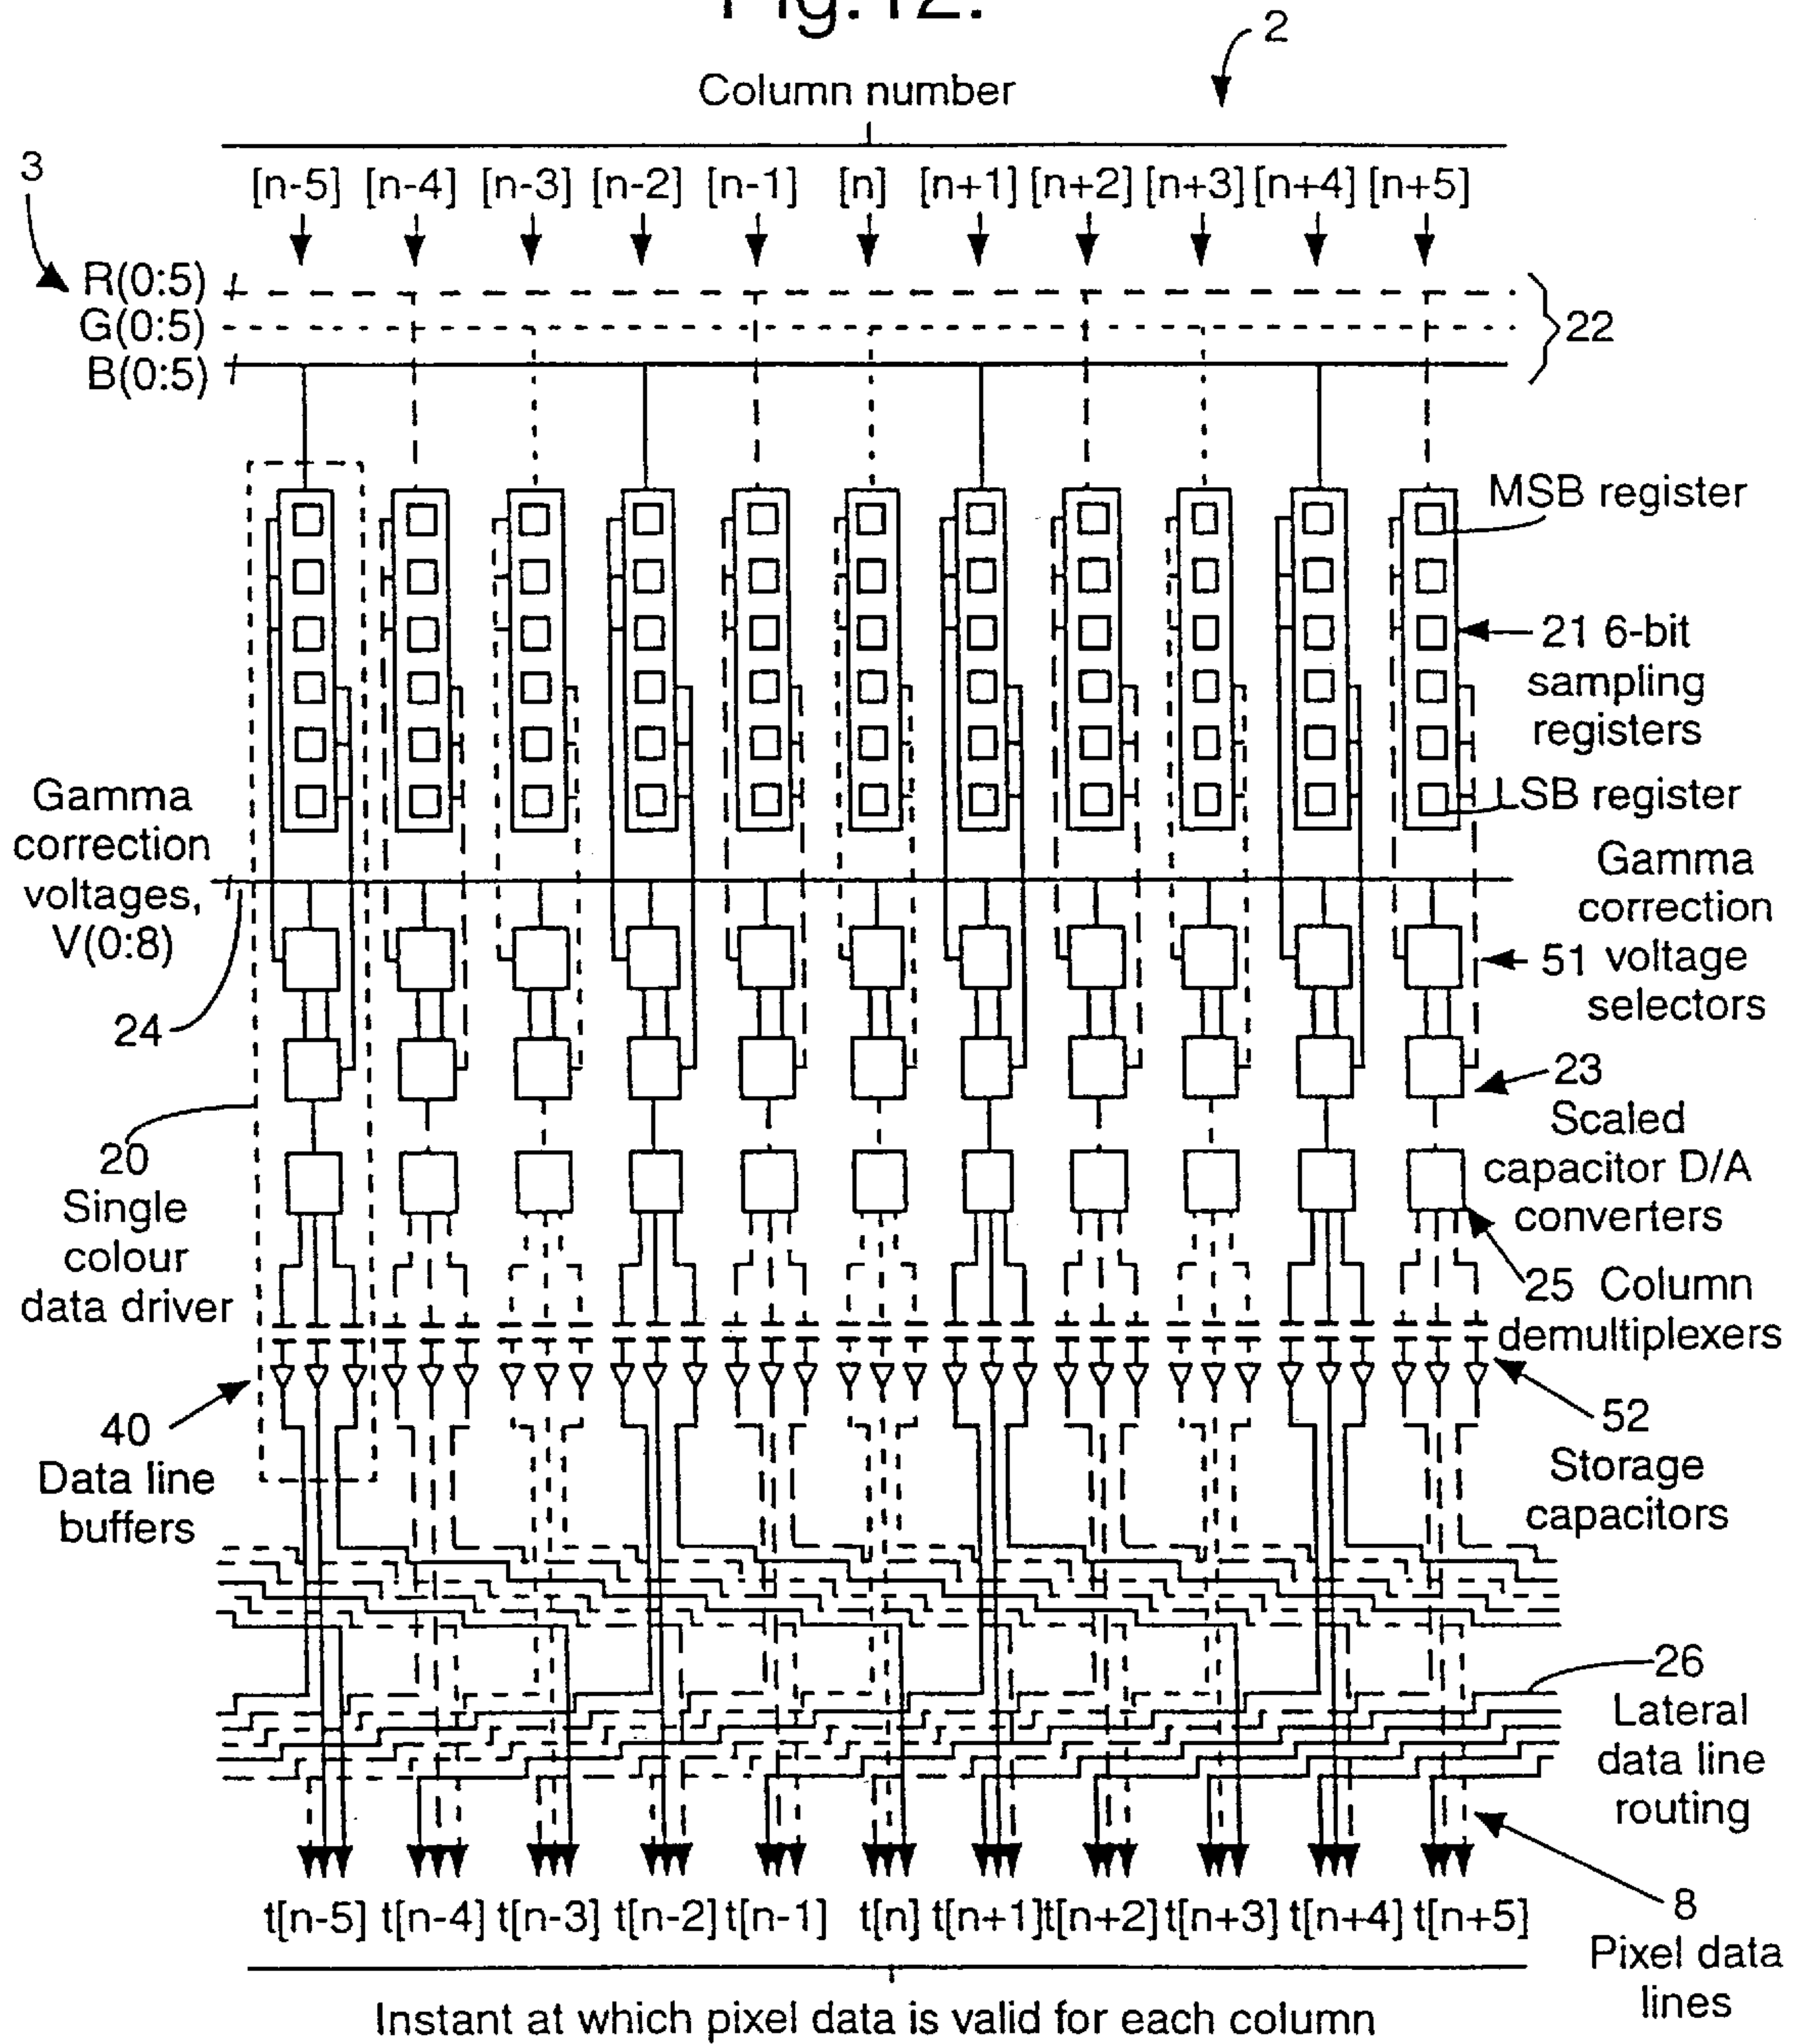 Fig.12.
2
Column number
3
[n-5] [n-4] [n-3] [n-2] [n-1] [n] [n+1] [n+2] [n+3] [n+4] [n+5]
R(0:5)
G(0:5)
B(0:5)
22
MSB register
21 6-bit
sampling
registers
LSB register
Gamma
correction
voltages,
V(0:8)
24
Gamma
correction
51 voltage
selectors
23
Scaled
capacitor D/A
converters
20
Single
colour
data driver
25 Column
demultiplexers
40
Data line
buffers
52
Storage
capacitors
26
Lateral
data line
routing
t[n-5] t[n-4] t[n-3] t[n-2] t[n-1] t[n] t[n+1] t[n+2] t[n+3] t[n+4] t[n+5]
8
Pixel data
lines
Instant at which pixel data is valid for each column